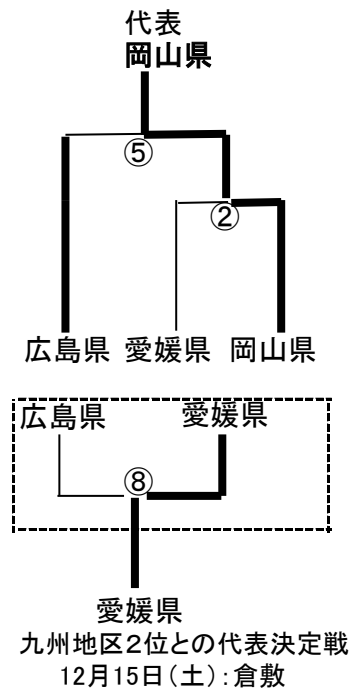 代表
岡山県
⑤
②
広島県 愛媛県 岡山県
広島県 愛媛県
⑧
愛媛県
九州地区2位との代表決定戦
12月15日(土):倉敷